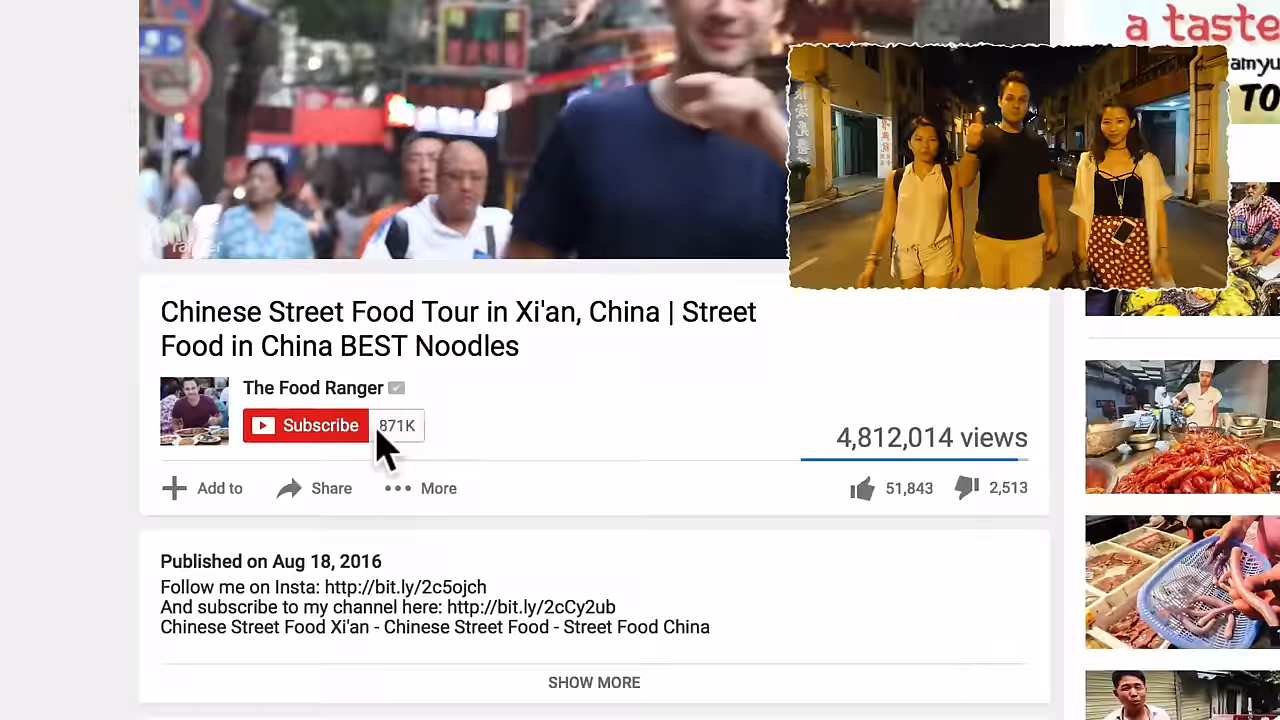 a taste
amyu
TO
ranger
Chinese Street Food Tour in Xi'an, China | Street
Food in China BEST Noodles
The Food Ranger
Subscribe
871K
4,812,014 views
Add to
Share
More
51,843
2,513
Published on Aug 18, 2016
Follow me on Insta: http://bit.ly/2c5ojch
And subscribe to my channel here: http://bit.ly/2cCy2ub
Chinese Street Food Xi'an - Chinese Street Food - Street Food China
SHOW MORE